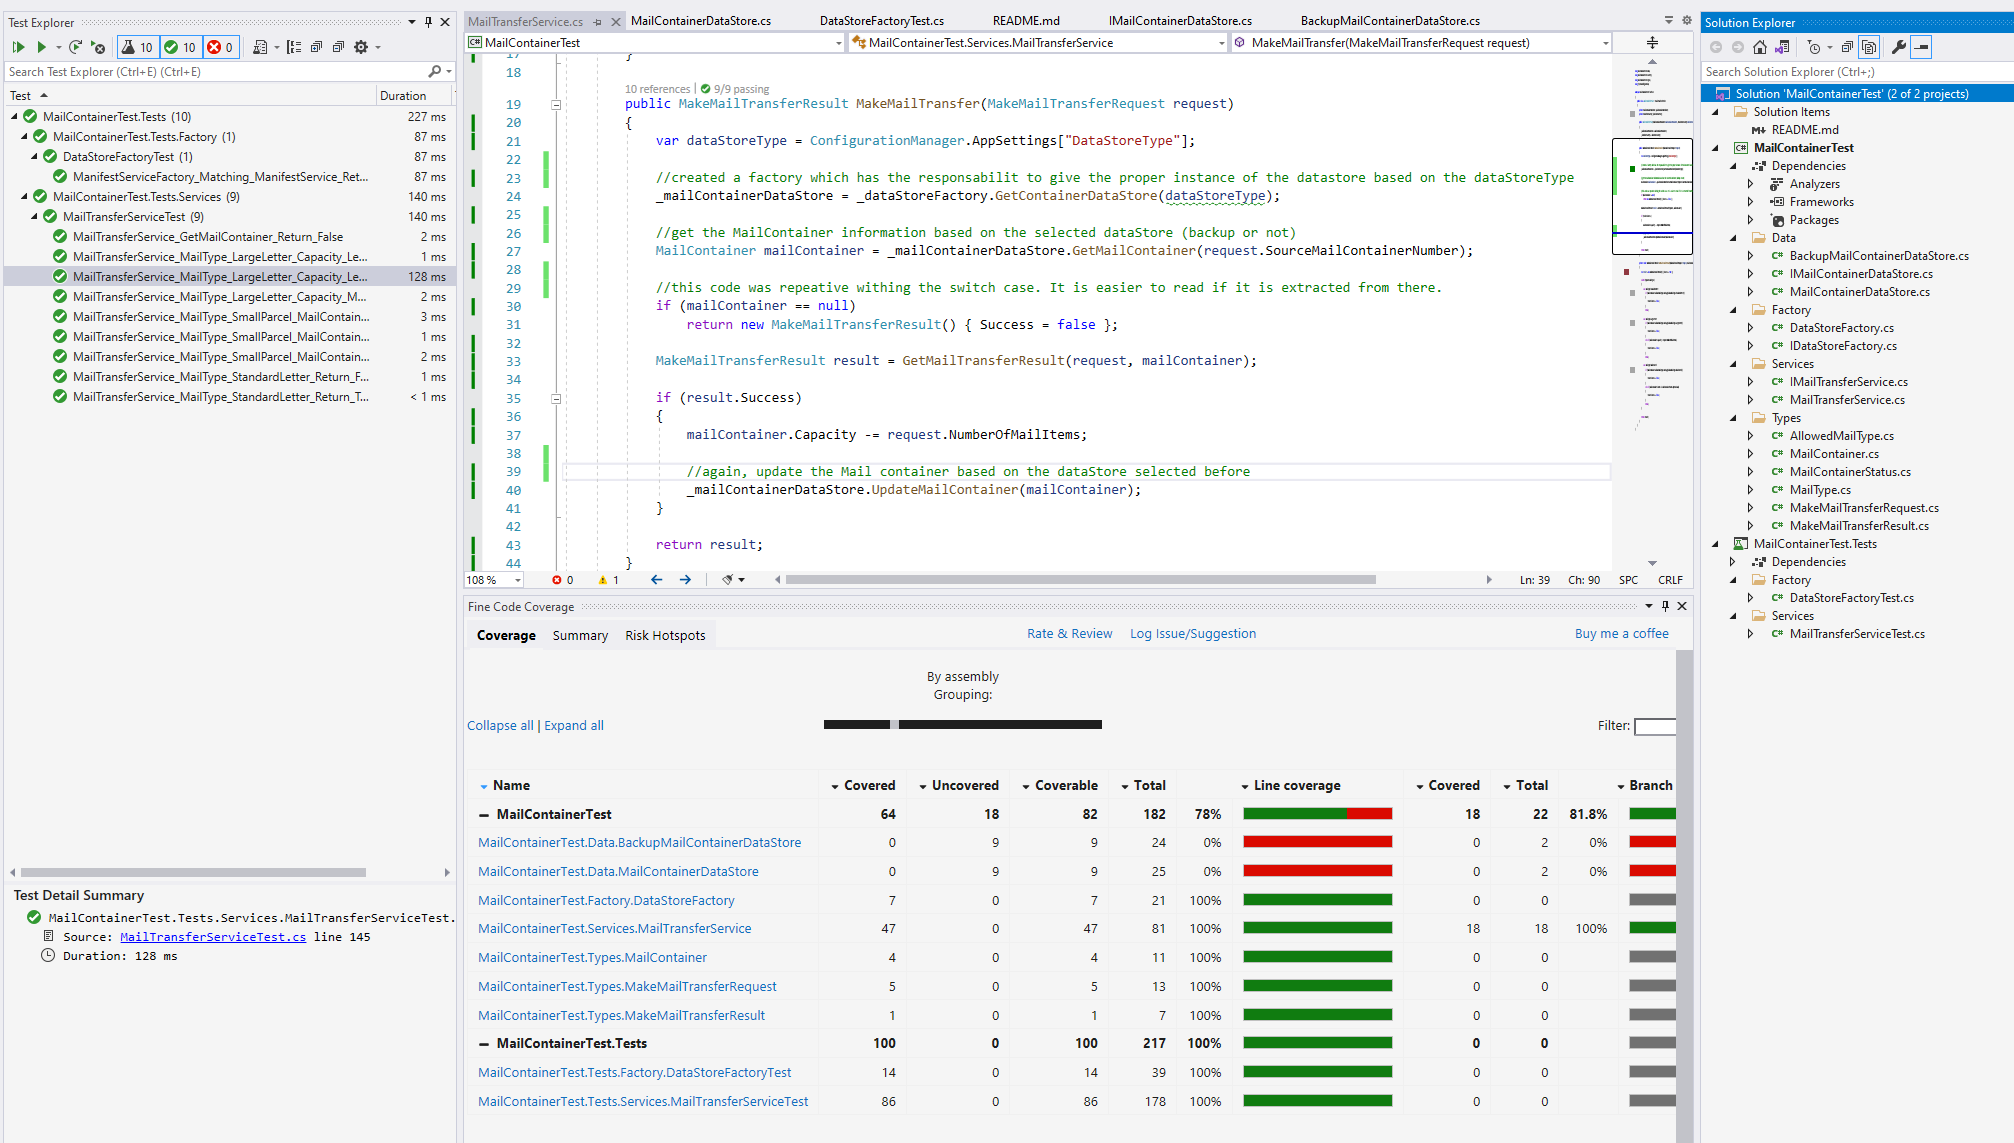 Test Explorer
10 10 0
Search Test Explorer (Ctrl+E) (Ctrl+E)
Test Duration
MailContainerTest.Tests (10) 227 ms
MailContainerTest.Tests.Factory (1) 87 ms
DataStoreFactoryTest (1) 87 ms
ManifestServiceFactory_Matching_ManifestService_Ret... 87 ms
MailContainerTest.Tests.Services (9) 140 ms
MailTransferServiceTest (9) 140 ms
MailTransferService_GetMailContainer_Return_False 2 ms
MailTransferService_MailType_LargeLetter_Capacity_Le... 1 ms
MailTransferService_MailType_LargeLetter_Capacity_Le... 128 ms
MailTransferService_MailType_LargeLetter_Capacity_M... 2 ms
MailTransferService_MailType_SmallParcel_MailContain... 3 ms
MailTransferService_MailType_SmallParcel_MailContain... 1 ms
MailTransferService_MailType_SmallParcel_MailContain... 2 ms
MailTransferService_MailType_StandardLetter_Return_F... 1 ms
MailTransferService_MailType_StandardLetter_Return_T... < 1 ms
Test Detail Summary
MailContainerTest.Tests.Services.MailTransferServiceTest.
Source: MailTransferServiceTest.cs line 145
Duration: 128 ms
MailTransferService.cs MailContainerDataStore.cs DataStoreFactoryTest.cs README.md IMailContainerDataStore.cs BackupMailContainerDataStore.cs
MailContainerTest MailContainerTest.Services.MailTransferService MakeMailTransfer(MakeMailTransferRequest request)
17 }
18
10 references | 9/9 passing
19 public MakeMailTransferResult MakeMailTransfer(MakeMailTransferRequest request)
20 {
21 var dataStoreType = ConfigurationManager.AppSettings["DataStoreType"];
22
23 //created a factory which has the responsabilit to give the proper instance of the datastore based on the dataStoreType
24 _mailContainerDataStore = _dataStoreFactory.GetContainerDataStore(dataStoreType);
25
26 //get the MailContainer information based on the selected dataStore (backup or not)
27 MailContainer mailContainer = _mailContainerDataStore.GetMailContainer(request.SourceMailContainerNumber);
28
29 //this code was repeative withing the switch case. It is easier to read if it is extracted from there.
30 if (mailContainer == null)
31 return new MakeMailTransferResult() { Success = false };
32
33 MakeMailTransferResult result = GetMailTransferResult(request, mailContainer);
34
35 if (result.Success)
36 {
37 mailContainer.Capacity -= request.NumberOfMailItems;
38
39 //again, update the Mail container based on the dataStore selected before
40 _mailContainerDataStore.UpdateMailContainer(mailContainer);
41 }
42
43 return result;
44 }
108 % 0 1 Ln: 39 Ch: 90 SPC CRLF
Fine Code Coverage
Coverage Summary Risk Hotspots Rate & Review Log Issue/Suggestion Buy me a coffee
By assembly
Grouping:
Collapse all | Expand all Filter:
Name Covered Uncovered Coverable Total Line coverage Covered Total Branch
MailContainerTest 64 18 82 182 78% 18 22 81.8%
MailContainerTest.Data.BackupMailContainerDataStore 0 9 9 24 0% 0 2 0%
MailContainerTest.Data.MailContainerDataStore 0 9 9 25 0% 0 2 0%
MailContainerTest.Factory.DataStoreFactory 7 0 7 21 100% 0 0
MailContainerTest.Services.MailTransferService 47 0 47 81 100% 18 18 100%
MailContainerTest.Types.MailContainer 4 0 4 11 100% 0 0
MailContainerTest.Types.MakeMailTransferRequest 5 0 5 13 100% 0 0
MailContainerTest.Types.MakeMailTransferResult 1 0 1 7 100% 0 0
MailContainerTest.Tests 100 0 100 217 100% 0 0
MailContainerTest.Tests.Factory.DataStoreFactoryTest 14 0 14 39 100% 0 0
MailContainerTest.Tests.Services.MailTransferServiceTest 86 0 86 178 100% 0 0
Solution Explorer
Search Solution Explorer (Ctrl+;)
Solution 'MailContainerTest' (2 of 2 projects)
Solution Items
M↓ README.md
C# MailContainerTest
Dependencies
Analyzers
Frameworks
Packages
Data
C# BackupMailContainerDataStore.cs
C# IMailContainerDataStore.cs
C# MailContainerDataStore.cs
Factory
C# DataStoreFactory.cs
C# IDataStoreFactory.cs
Services
C# IMailTransferService.cs
C# MailTransferService.cs
Types
C# AllowedMailType.cs
C# MailContainer.cs
C# MailContainerStatus.cs
C# MailType.cs
C# MakeMailTransferRequest.cs
C# MakeMailTransferResult.cs
MailContainerTest.Tests
Dependencies
Factory
C# DataStoreFactoryTest.cs
Services
C# MailTransferServiceTest.cs